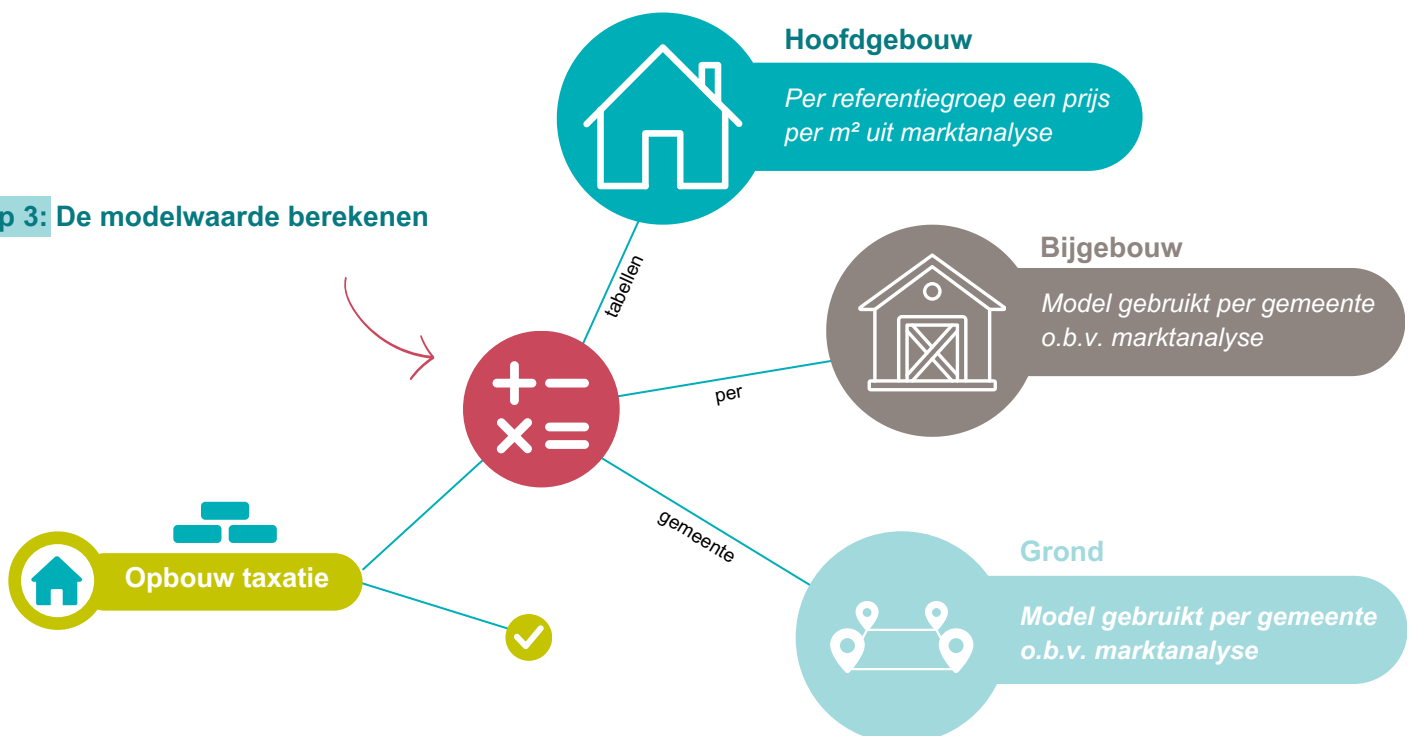 Hoofdgebouw
Per referentiegroep een prijs
per m² uit marktanalyse
p 3: De modelwaarde berekenen
tabellen
Bijgebouw
Model gebruikt per gemeente
o.b.v. marktanalyse
per
gemeente
Grond
Model gebruikt per gemeente
o.b.v. marktanalyse
Opbouw taxatie